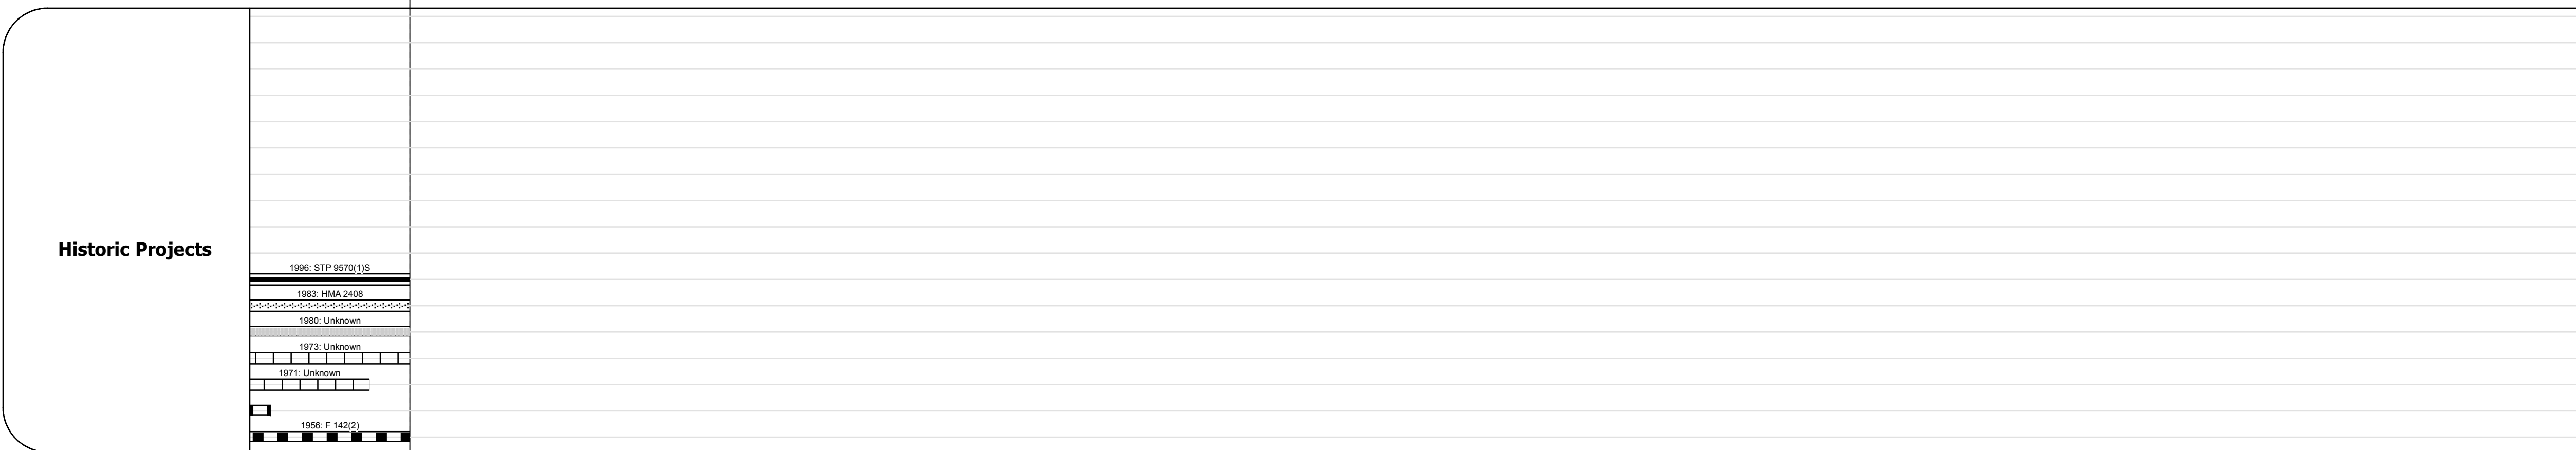 Historic Projects
1996: STP 9570(1)S
1983: HMA 2408
1980: Unknown
1973: Unknown
1971: Unknown
1956: F 142(2)